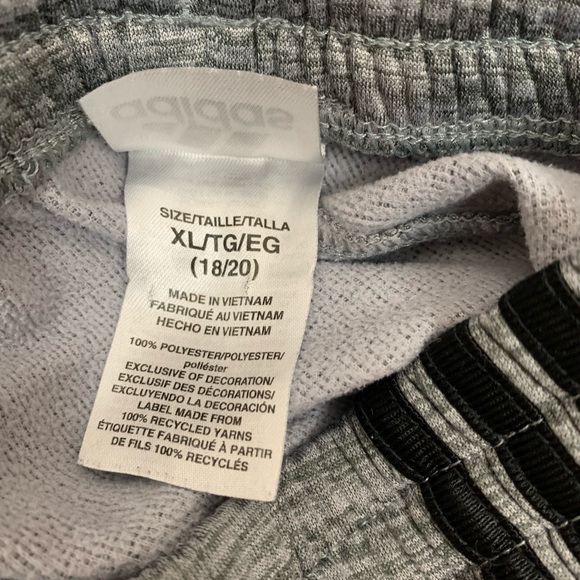 adidas
SIZE/TAILLE/TALLA
XL/TG/EG
(18/20)
MADE IN VIETNAM
FABRIQUÉ AU VIETNAM
HECHO EN VIETNAM
100% POLYESTER/POLYESTER/
poliéster
EXCLUSIVE OF DECORATION/
EXCLUSIF DES DÉCORATIONS/
EXCLUYENDO LA DECORACIÓN
LABEL MADE FROM
100% RECYCLED YARNS
ÉTIQUETTE FABRIQUÉ À PARTIR
DE FILS 100% RECYCLÉS